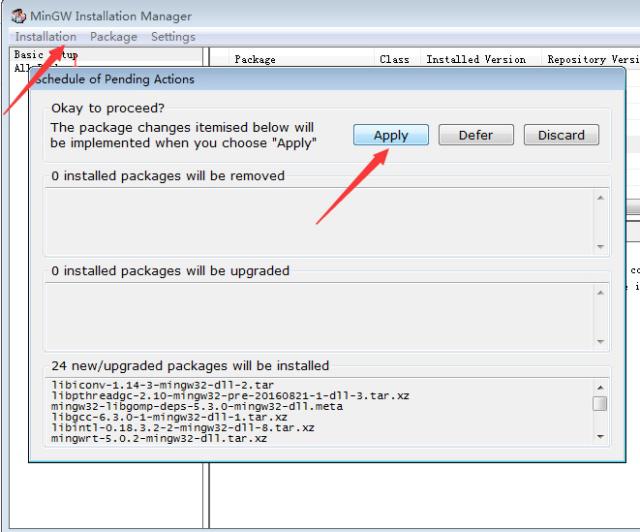 MinGW Installation Manager
Installation Package Settings
Basic
Package Class Installed Version Repository Versi
Schedule of Pending Actions
Okay to proceed?
The package changes itemised below will
be implemented when you choose "Apply"
Apply Defer Discard
0 installed packages will be removed
0 installed packages will be upgraded
24 new/upgraded packages will be installed
libiconv-1.14-3-mingw32-dll-2.tar
libpthreadgc-2.10-mingw32-pre-20160821-1-dll-3.tar.xz
mingw32-libgomp-deps-5.3.0-mingw32-dll.meta
libgcc-6.3.0-1-mingw32-dll-1.tar.xz
libintl-0.18.3.2-2-mingw32-dll-8.tar.xz
mingwrt-5.0.2-mingw32-dll.tar.xz